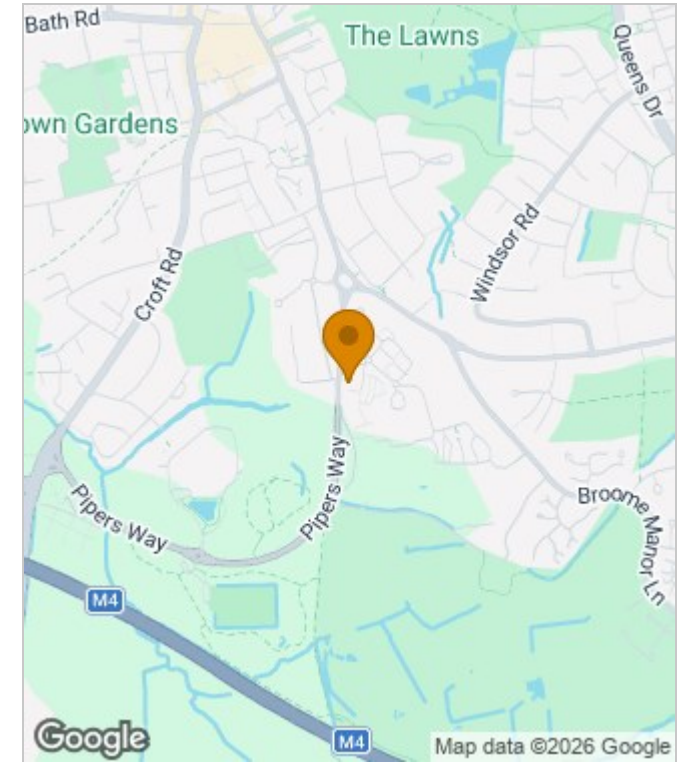 Bath Rd
The Lawns
Queens Dr
own Gardens
Windsor Rd
Croft Rd
Pipers Way
Pipers Way
Broome Manor Ln
M4
M4
Google
Map data ©2026 Google